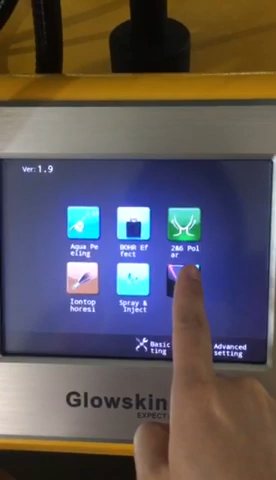 Ver:1.9
Aqua Pe
eling
BOHR Ef
fect
2&6 Pol
ar
Iontop
horesi
Spray &
Inject
Basic
ting
Advanced
setting
Glowskin
EXPECT